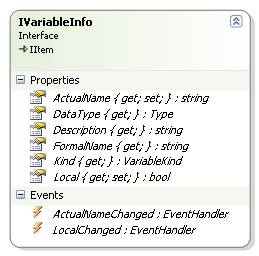 IVariableInfo
Interface
IItem
Properties
ActualName { get; set; } : string
DataType { get; } : Type
Description { get; } : string
FormalName { get; } : string
Kind { get; } : VariableKind
Local { get; set; } : bool
Events
ActualNameChanged : EventHandler
LocalChanged : EventHandler